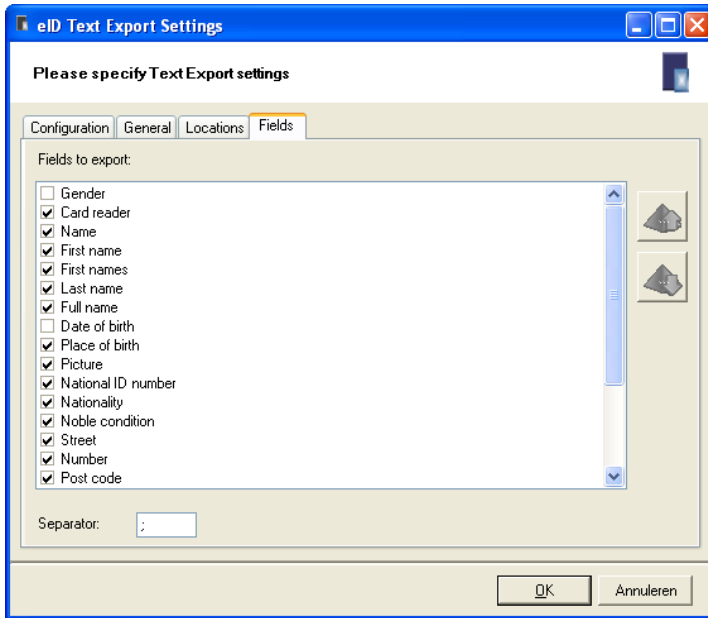 eID Text Export Settings
Please specify Text Export settings
Configuration General Locations Fields
Fields to export:
Gender
Card reader
Name
First name
First names
Last name
Full name
Date of birth
Place of birth
Picture
National ID number
Nationality
Noble condition
Street
Number
Post code
Separator: ;
OK Annuleren